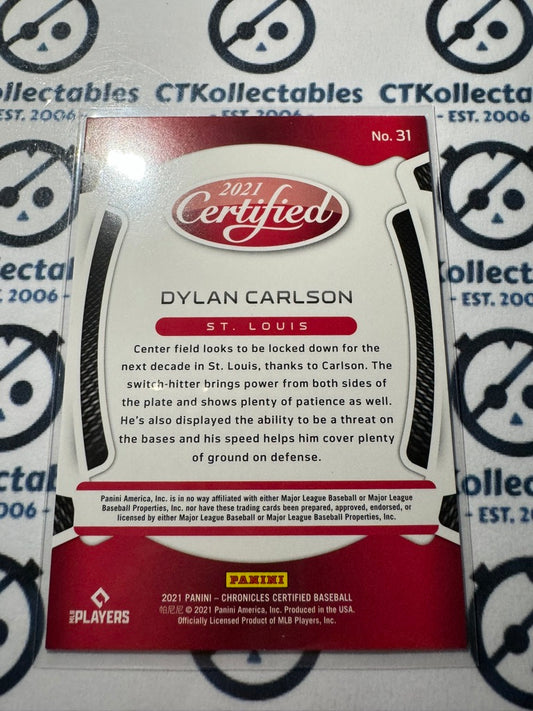 ollectables CTKollectables CTKollectables
EST. 2006 - - EST. 2006 - - EST. 2006
No. 31
2021
Certified
DYLAN CARLSON
ST. LOUIS
Center field looks to be locked down for the
next decade in St. Louis, thanks to Carlson. The
switch-hitter brings power from both sides of
the plate and shows plenty of patience as well.
He's also displayed the ability to be a threat on
the bases and his speed helps him cover plenty
of ground on defense.
Panini America, Inc. is in no way affiliated with either Major League Baseball or Major League
Baseball Properties, Inc. nor have these trading cards been prepared, approved, endorsed, or
licensed by either Major League Baseball or Major League Baseball Properties, Inc.
PANINI
2021 PANINI – CHRONICLES CERTIFIED BASEBALL
帕尼尼 © 2021 Panini America, Inc. Produced in the USA.
Officially Licensed Product of MLB Players, Inc.
MLB PLAYERS
ollectal
. 2006 -
Kollectables
- EST. 2006